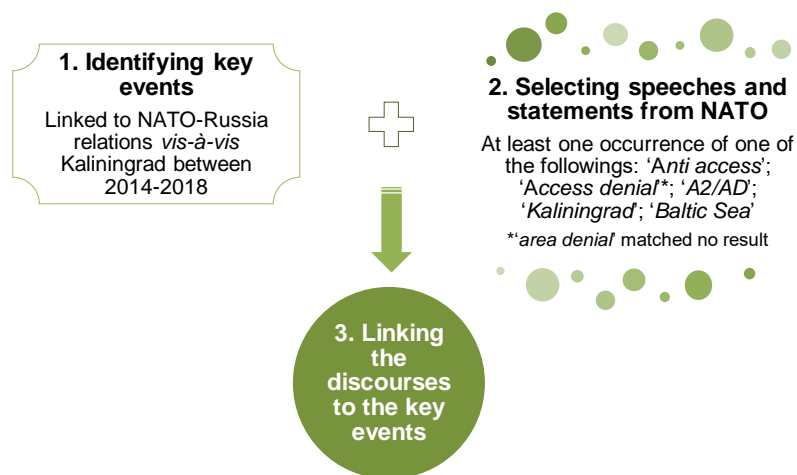 1. Identifying key
events
Linked to NATO-Russia
relations vis-à-vis
Kaliningrad between
2014-2018
2. Selecting speeches and
statements from NATO
At least one occurrence of one of
the followings: ‘Anti access’;
‘Access denial’*; ‘A2/AD’;
‘Kaliningrad’; ‘Baltic Sea’
*‘area denial’ matched no result
3. Linking
the
discourses
to the key
events